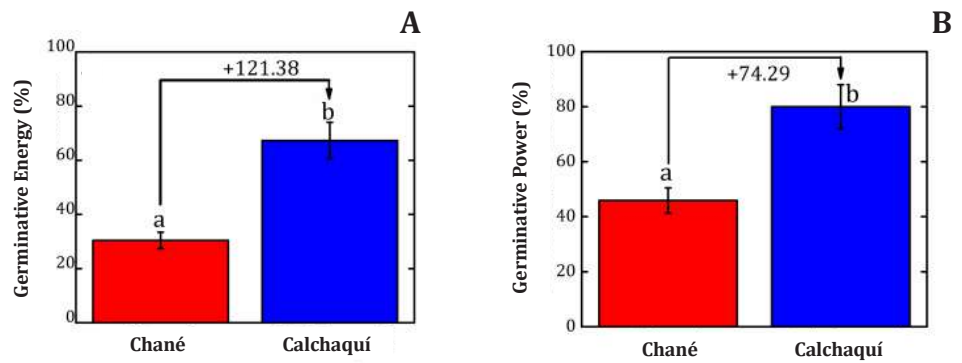 A
Germinative Energy (%)
100
80
60
40
20
0
+121.38
a
b
Chané
Calchaquí
B
Germinative Power (%)
100
80
60
40
20
0
+74.29
a
b
Chané
Calchaquí